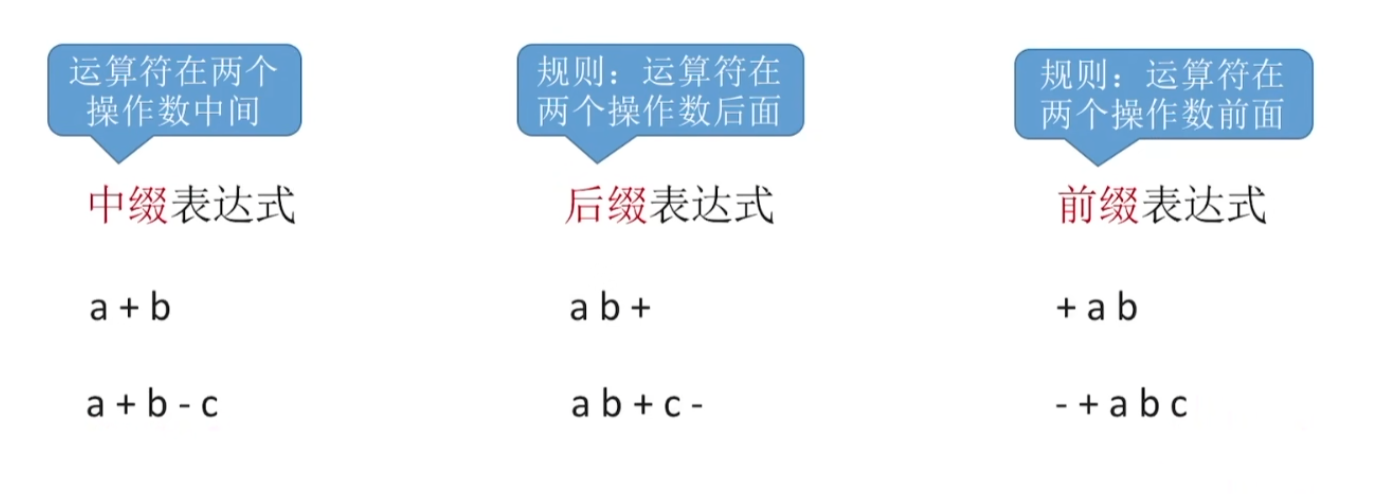 运算符在两个
操作数中间
规则：运算符在
两个操作数后面
规则：运算符在
两个操作数前面
中缀表达式
后缀表达式
前缀表达式
a + b
a b +
+ a b
a + b - c
a b + c -
- + a b c